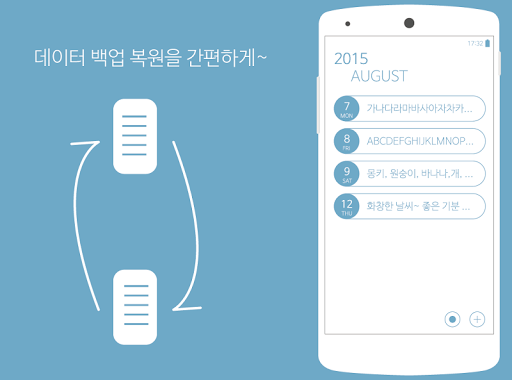 데이터 백업 복원을 간편하게~
17:32
2015
AUGUST
7
MON
가나다라마바사아자차카...
8
FRI
ABCDEFGHIJKLMNOP...
9
SAT
몽키, 원숭이, 바나나,개, ...
12
THU
화창한 날씨~ 좋은 기분 ...